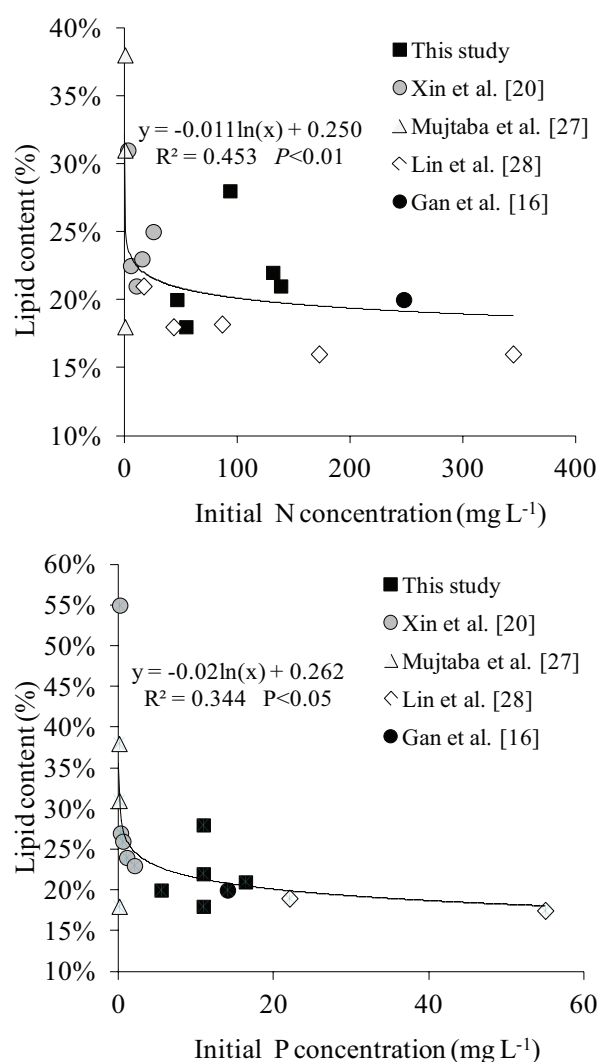 40%
This study
Xin et al. [20]
35%
Mujtaba et al. [27]
y = -0.011ln(x) + 0.250
Lin et al. [28]
30%
R² = 0.453 P<0.01
Gan et al. [16]
25%
20%
15%
10%
Lipid content (%)
0 100 200 300 400
Initial N concentration (mg L⁻¹)
60%
This study
55%
Xin et al. [20]
50%
Mujtaba et al. [27]
45%
y = -0.02ln(x) + 0.262
Lin et al. [28]
R² = 0.344 P<0.05
40%
Gan et al. [16]
35%
30%
25%
20%
15%
10%
Lipid content (%)
0 20 40 60
Initial P concentration (mg L⁻¹)